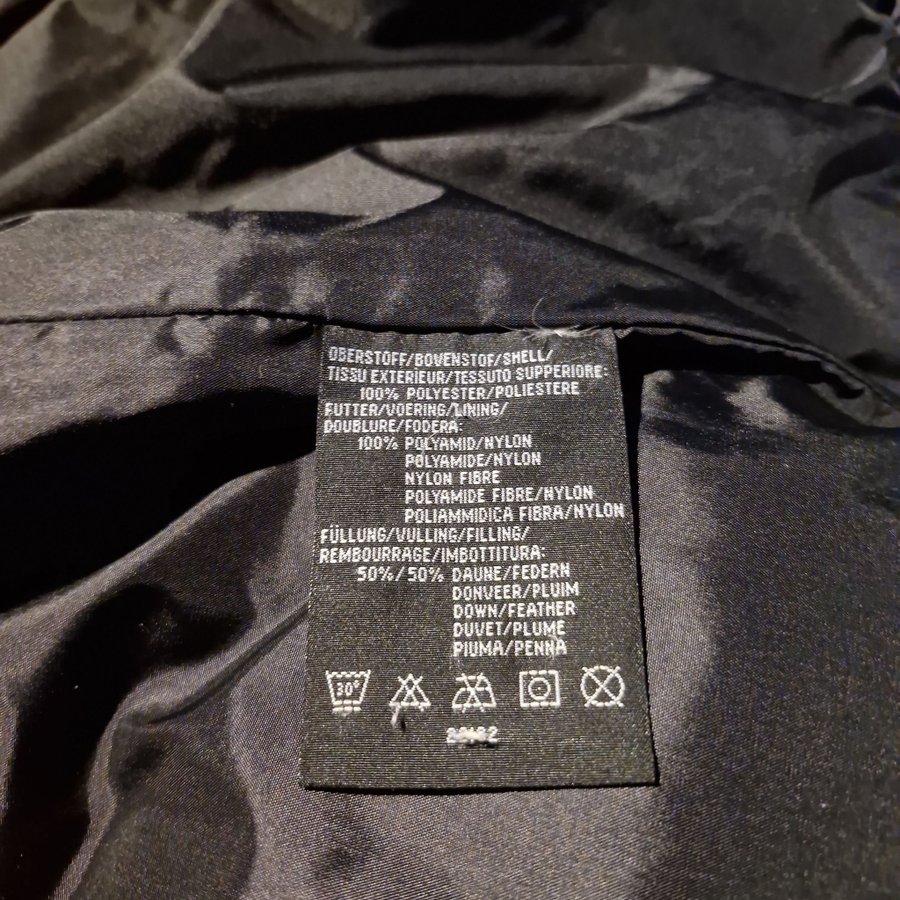 OBERSTOFF/BOVENSTOF/SHELL/
TISSU EXTERIEUR/TESSUTO SUPPERIORE:
100% POLYESTER/POLIESTERE
FUTTER/VOERING/LINING/
DOUBLURE/FODERA:
100% POLYAMID/NYLON
POLYAMIDE/NYLON
NYLON FIBRE
POLYAMIDE FIBRE/NYLON
POLIAMMIDICA FIBRA/NYLON
FÜLLUNG/VULLING/FILLING/
REMBOURRAGE/IMBOTTITURA:
50%/50% DAUNE/FEDERN
DONVEER/PLUIM
DOWN/FEATHER
DUVET/PLUME
PIUMA/PENNA
30°